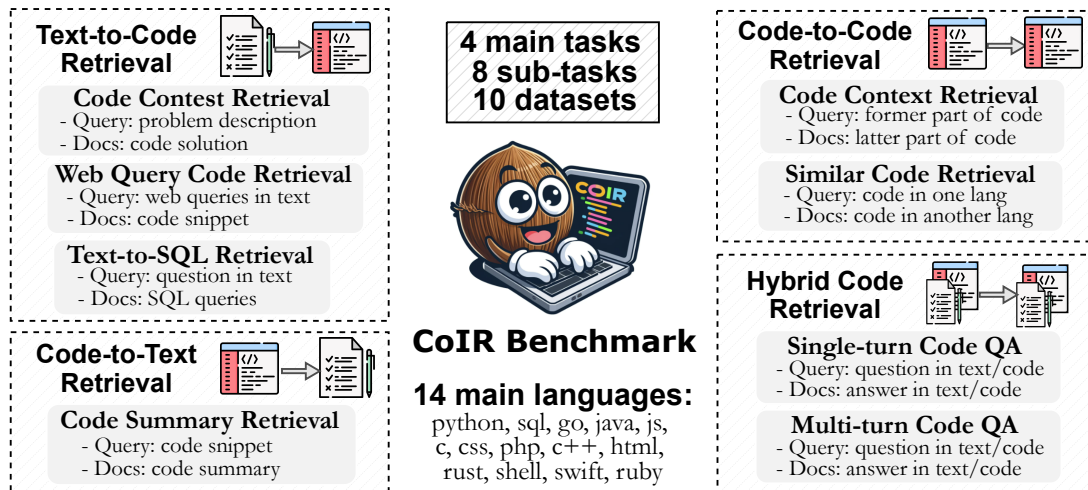 Text-to-Code
Retrieval
Code Contest Retrieval
- Query: problem description
- Docs: code solution
Web Query Code Retrieval
- Query: web queries in text
- Docs: code snippet
Text-to-SQL Retrieval
- Query: question in text
- Docs: SQL queries
Code-to-Text
Retrieval
Code Summary Retrieval
- Query: code snippet
- Docs: code summary
4 main tasks
8 sub-tasks
10 datasets
COIR
CoIR Benchmark
14 main languages:
python, sql, go, java, js,
c, css, php, c++, html,
rust, shell, swift, ruby
Code-to-Code
Retrieval
Code Context Retrieval
- Query: former part of code
- Docs: latter part of code
Similar Code Retrieval
- Query: code in one lang
- Docs: code in another lang
Hybrid Code
Retrieval
Single-turn Code QA
- Query: question in text/code
- Docs: answer in text/code
Multi-turn Code QA
- Query: question in text/code
- Docs: answer in text/code